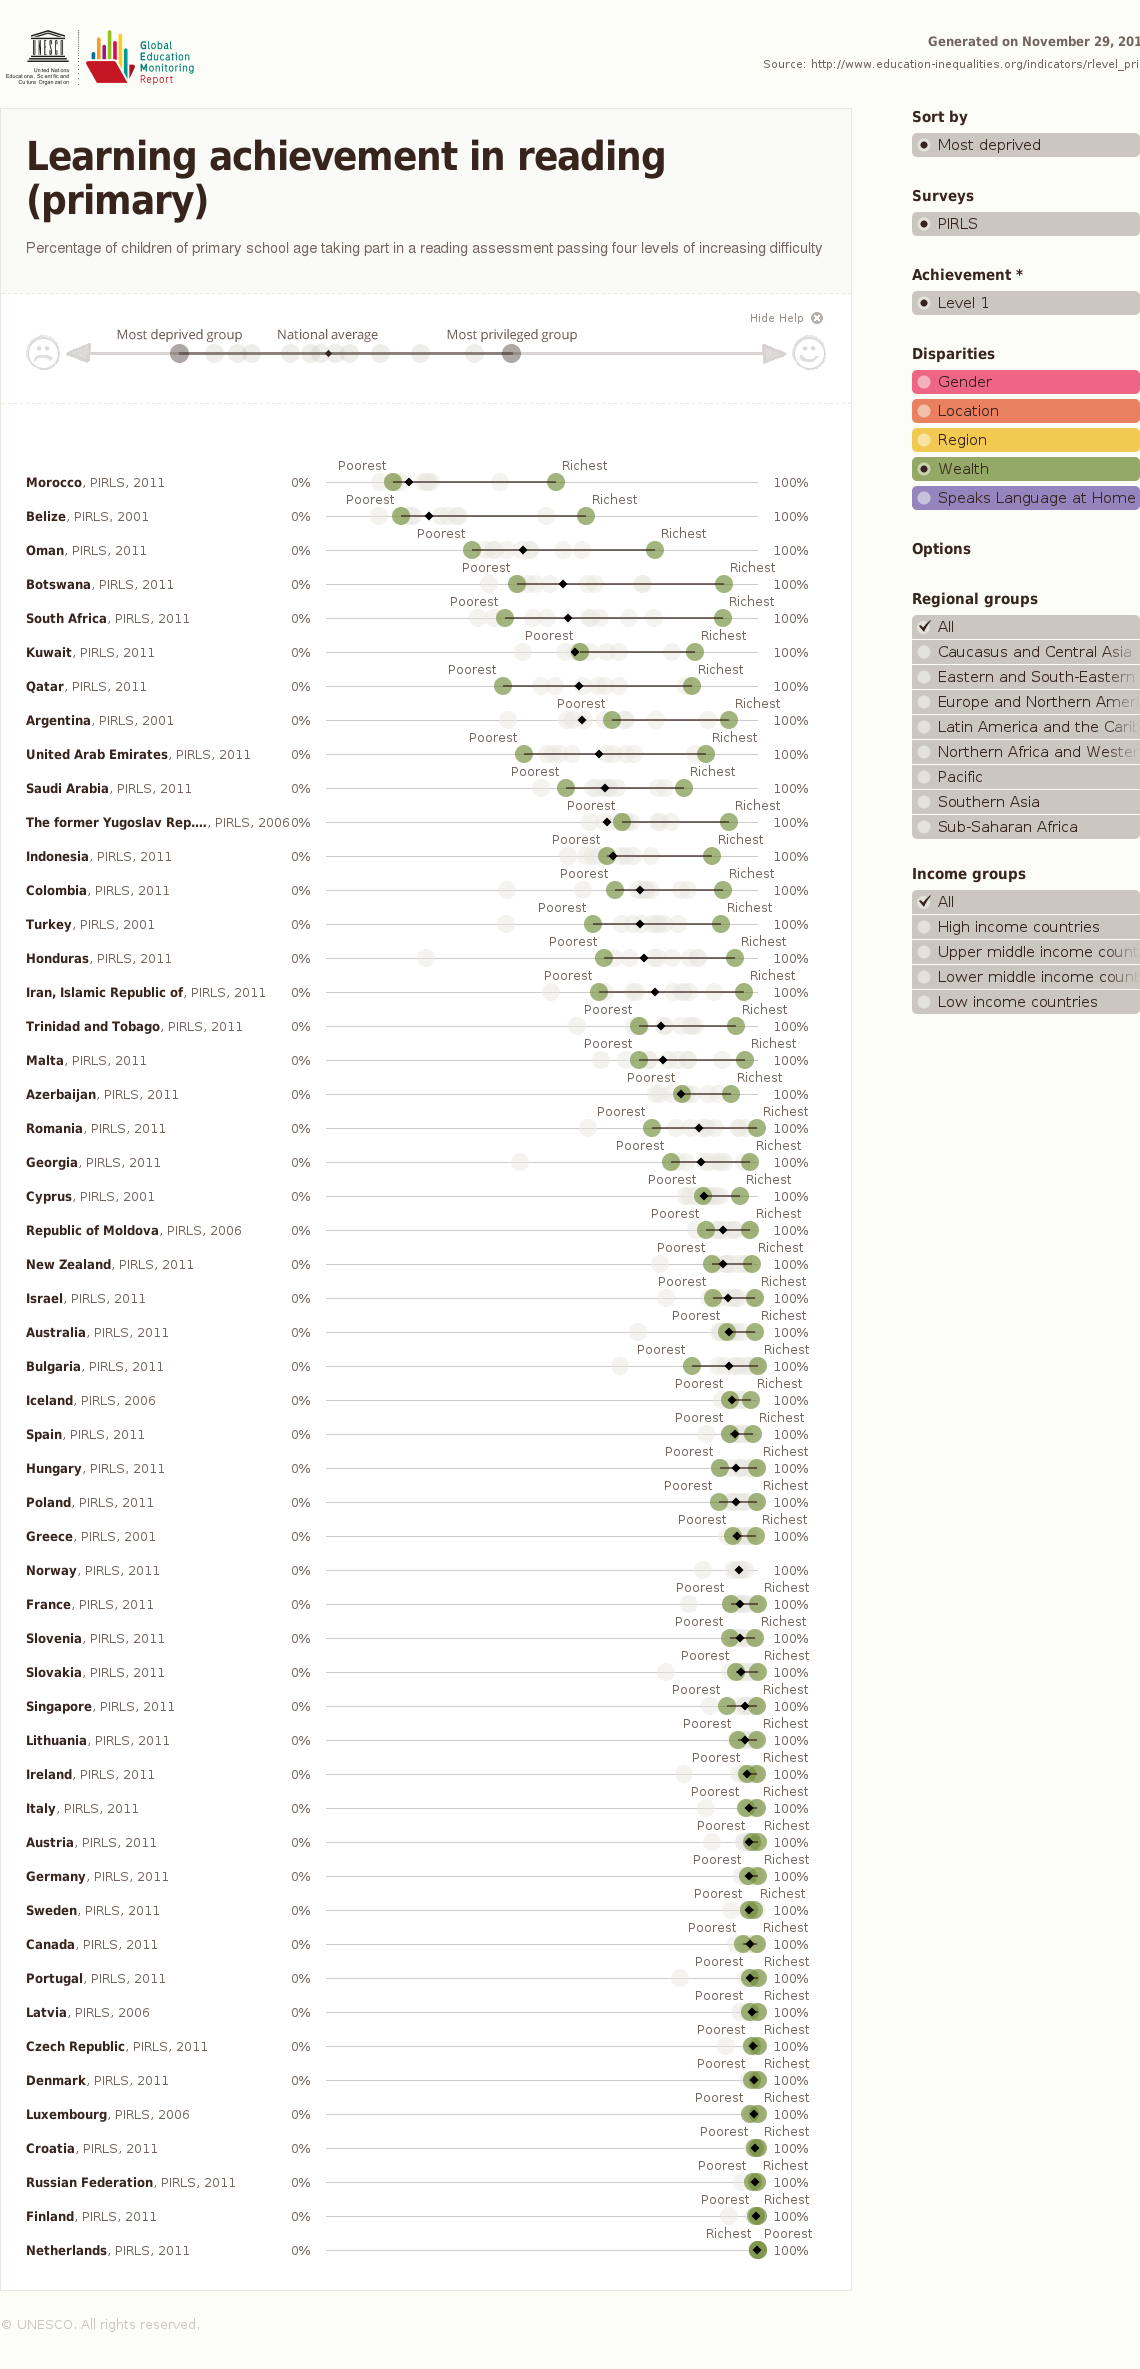 UNESCO
United Nations
Educational, Scientific and
Cultural Organization
Global
Education
Monitoring
Report
Generated on November 29, 201
Source: http://www.education-inequalities.org/indicators/rlevel_pri
Learning achievement in reading
(primary)
Percentage of children of primary school age taking part in a reading assessment passing four levels of increasing difficulty
Hide Help
Most deprived group National average Most privileged group
Poorest Richest
Morocco, PIRLS, 2011 0% 100%
Poorest Richest
Belize, PIRLS, 2001 0% 100%
Poorest Richest
Oman, PIRLS, 2011 0% 100%
Poorest Richest
Botswana, PIRLS, 2011 0% 100%
Poorest Richest
South Africa, PIRLS, 2011 0% 100%
Poorest Richest
Kuwait, PIRLS, 2011 0% 100%
Poorest Richest
Qatar, PIRLS, 2011 0% 100%
Poorest Richest
Argentina, PIRLS, 2001 0% 100%
Poorest Richest
United Arab Emirates, PIRLS, 2011 0% 100%
Poorest Richest
Saudi Arabia, PIRLS, 2011 0% 100%
Poorest Richest
The former Yugoslav Rep...., PIRLS, 2006 0% 100%
Poorest Richest
Indonesia, PIRLS, 2011 0% 100%
Poorest Richest
Colombia, PIRLS, 2011 0% 100%
Poorest Richest
Turkey, PIRLS, 2001 0% 100%
Poorest Richest
Honduras, PIRLS, 2011 0% 100%
Poorest Richest
Iran, Islamic Republic of, PIRLS, 2011 0% 100%
Poorest Richest
Trinidad and Tobago, PIRLS, 2011 0% 100%
Poorest Richest
Malta, PIRLS, 2011 0% 100%
Poorest Richest
Azerbaijan, PIRLS, 2011 0% 100%
Poorest Richest
Romania, PIRLS, 2011 0% 100%
Poorest Richest
Georgia, PIRLS, 2011 0% 100%
Poorest Richest
Cyprus, PIRLS, 2001 0% 100%
Poorest Richest
Republic of Moldova, PIRLS, 2006 0% 100%
Poorest Richest
New Zealand, PIRLS, 2011 0% 100%
Poorest Richest
Israel, PIRLS, 2011 0% 100%
Poorest Richest
Australia, PIRLS, 2011 0% 100%
Poorest Richest
Bulgaria, PIRLS, 2011 0% 100%
Poorest Richest
Iceland, PIRLS, 2006 0% 100%
Poorest Richest
Spain, PIRLS, 2011 0% 100%
Poorest Richest
Hungary, PIRLS, 2011 0% 100%
Poorest Richest
Poland, PIRLS, 2011 0% 100%
Poorest Richest
Greece, PIRLS, 2001 0% 100%
Norway, PIRLS, 2011 0% 100%
Poorest Richest
France, PIRLS, 2011 0% 100%
Poorest Richest
Slovenia, PIRLS, 2011 0% 100%
Poorest Richest
Slovakia, PIRLS, 2011 0% 100%
Poorest Richest
Singapore, PIRLS, 2011 0% 100%
Poorest Richest
Lithuania, PIRLS, 2011 0% 100%
Poorest Richest
Ireland, PIRLS, 2011 0% 100%
Poorest Richest
Italy, PIRLS, 2011 0% 100%
Poorest Richest
Austria, PIRLS, 2011 0% 100%
Poorest Richest
Germany, PIRLS, 2011 0% 100%
Poorest Richest
Sweden, PIRLS, 2011 0% 100%
Poorest Richest
Canada, PIRLS, 2011 0% 100%
Poorest Richest
Portugal, PIRLS, 2011 0% 100%
Poorest Richest
Latvia, PIRLS, 2006 0% 100%
Poorest Richest
Czech Republic, PIRLS, 2011 0% 100%
Poorest Richest
Denmark, PIRLS, 2011 0% 100%
Poorest Richest
Luxembourg, PIRLS, 2006 0% 100%
Poorest Richest
Croatia, PIRLS, 2011 0% 100%
Poorest Richest
Russian Federation, PIRLS, 2011 0% 100%
Poorest Richest
Finland, PIRLS, 2011 0% 100%
Richest Poorest
Netherlands, PIRLS, 2011 0% 100%
Sort by
Most deprived
Surveys
PIRLS
Achievement *
Level 1
Disparities
Gender
Location
Region
Wealth
Speaks Language at Home
Options
Regional groups
All
Caucasus and Central Asia
Eastern and South-Eastern
Europe and Northern Amer
Latin America and the Carib
Northern Africa and Wester
Pacific
Southern Asia
Sub-Saharan Africa
Income groups
All
High income countries
Upper middle income count
Lower middle income count
Low income countries
© UNESCO. All rights reserved.